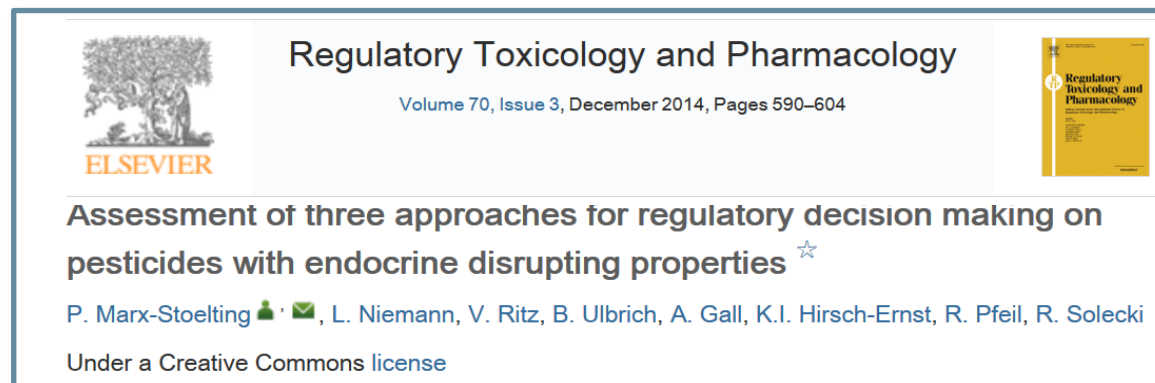 Regulatory Toxicology and Pharmacology
Volume 70, Issue 3, December 2014, Pages 590–604
ELSEVIER
Regulatory
Toxicology and
Pharmacology
Assessment of three approaches for regulatory decision making on
pesticides with endocrine disrupting properties ☆
P. Marx-Stoelting , , L. Niemann, V. Ritz, B. Ulbrich, A. Gall, K.I. Hirsch-Ernst, R. Pfeil, R. Solecki
Under a Creative Commons license